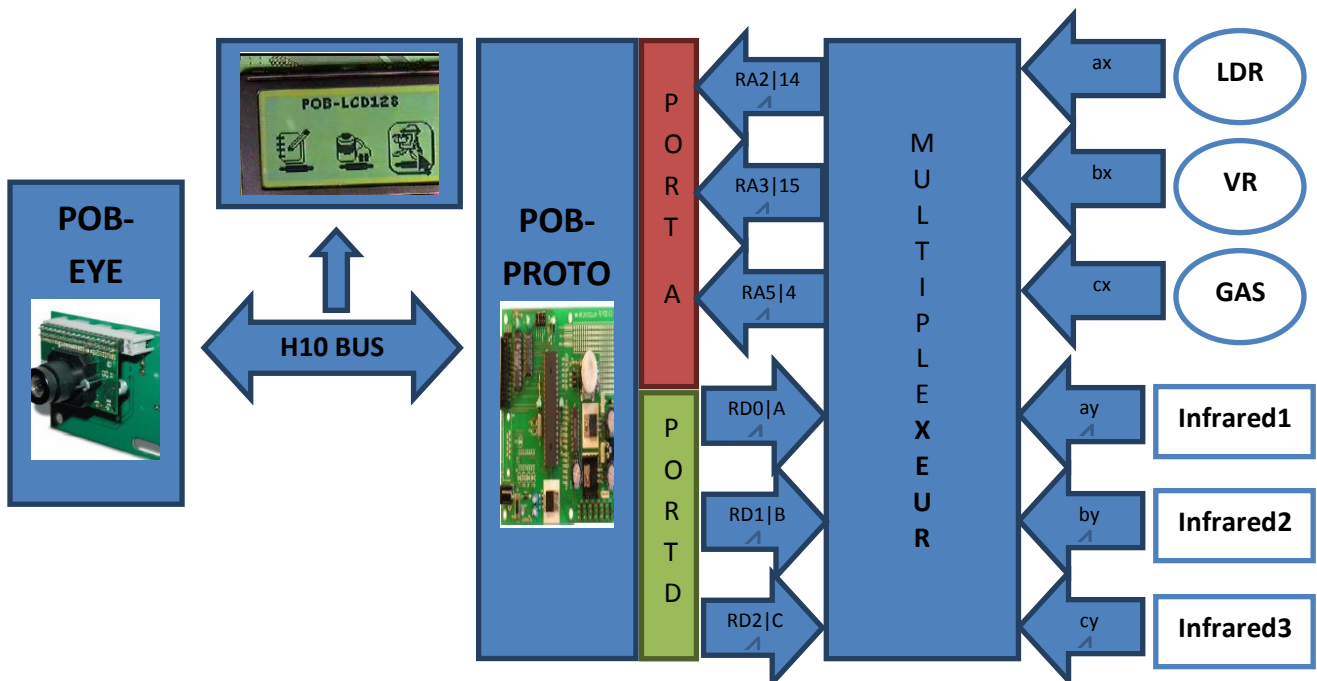 POB-LCD128
POB-
EYE
H10 BUS
POB-
PROTO
P
O
R
T
A
P
O
R
T
D
RA2|14
RA3|15
RA5|4
RD0|A
RD1|B
RD2|C
M
U
L
T
I
P
L
E
X
E
U
R
ax
bx
cx
ay
by
cy
LDR
VR
GAS
Infrared1
Infrared2
Infrared3